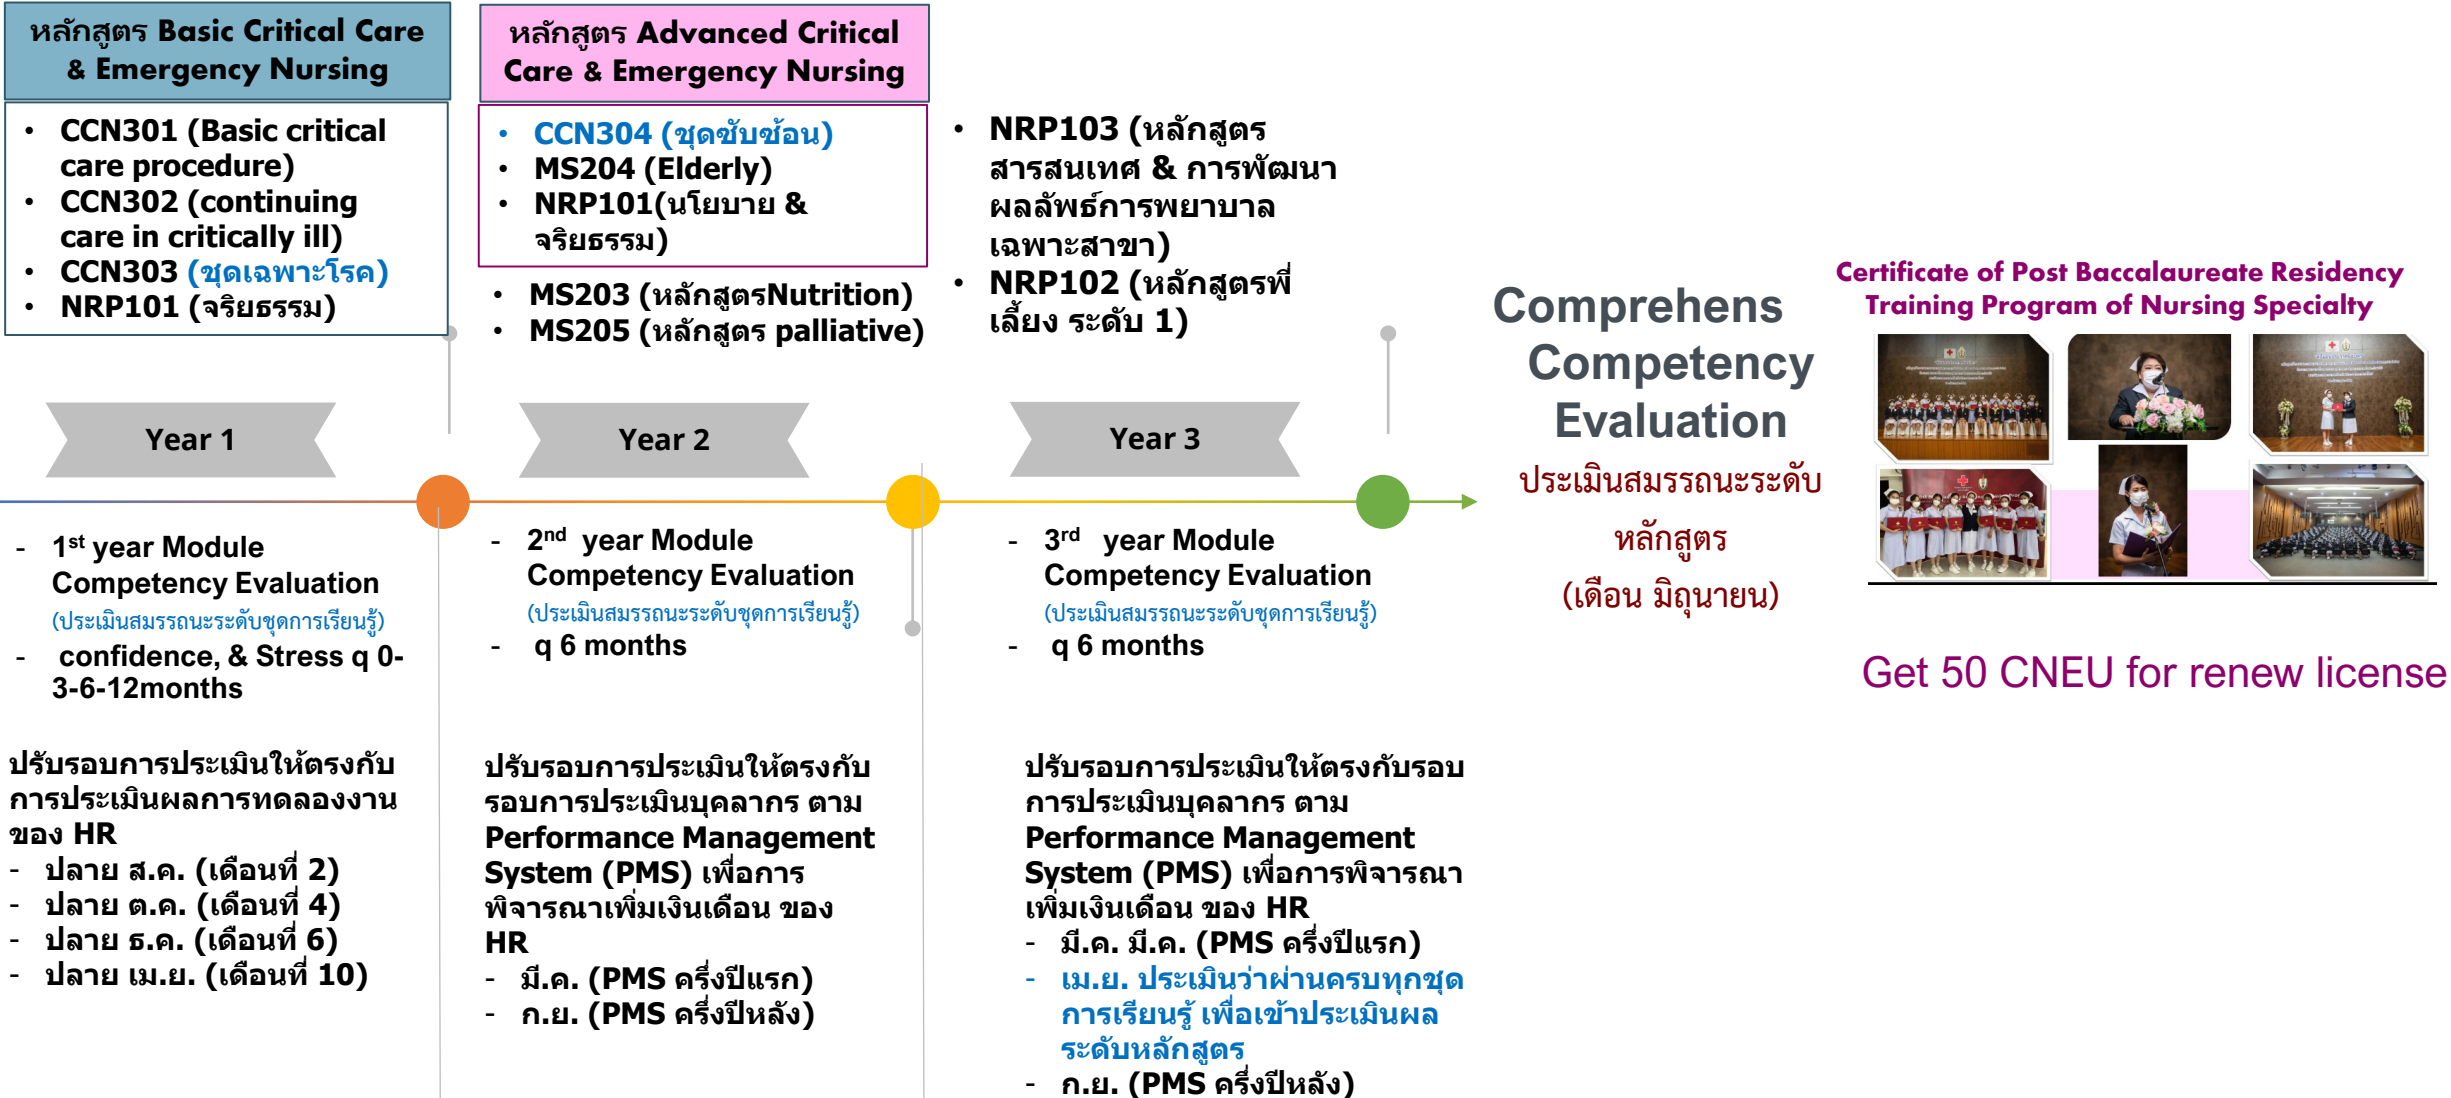 หลักสูตร Basic Critical Care
& Emergency Nursing
• CCN301 (Basic critical
care procedure)
• CCN302 (continuing
care in critically ill)
• CCN303 (ชุดเฉพาะโรค)
• NRP101 (จริยธรรม)
หลักสูตร Advanced Critical
Care & Emergency Nursing
• CCN304 (ชุดซับซ้อน)
• MS204 (Elderly)
• NRP101(นโยบาย &
จริยธรรม)
• MS203 (หลักสูตรNutrition)
• MS205 (หลักสูตร palliative)
• NRP103 (หลักสูตร
สารสนเทศ & การพัฒนา
ผลลัพธ์การพยาบาล
เฉพาะสาขา)
• NRP102 (หลักสูตรพี่
เลี้ยง ระดับ 1)
Year 1
Year 2
Year 3
- 1st year Module
Competency Evaluation
(ประเมินสมรรถนะระดับชุดการเรียนรู้)
- confidence, & Stress q 0-
3-6-12months
- 2nd year Module
Competency Evaluation
(ประเมินสมรรถนะระดับชุดการเรียนรู้)
- q 6 months
- 3rd year Module
Competency Evaluation
(ประเมินสมรรถนะระดับชุดการเรียนรู้)
- q 6 months
ปรับรอบการประเมินให้ตรงกับ
การประเมินผลการทดลองงาน
ของ HR
- ปลาย ส.ค. (เดือนที่ 2)
- ปลาย ต.ค. (เดือนที่ 4)
- ปลาย ธ.ค. (เดือนที่ 6)
- ปลาย เม.ย. (เดือนที่ 10)
ปรับรอบการประเมินให้ตรงกับ
รอบการประเมินบุคลากร ตาม
Performance Management
System (PMS) เพื่อการ
พิจารณาเพิ่มเงินเดือน ของ
HR
- มี.ค. (PMS ครึ่งปีแรก)
- ก.ย. (PMS ครึ่งปีหลัง)
ปรับรอบการประเมินให้ตรงกับรอบ
การประเมินบุคลากร ตาม
Performance Management
System (PMS) เพื่อการพิจารณา
เพิ่มเงินเดือน ของ HR
- มี.ค. มี.ค. (PMS ครึ่งปีแรก)
- เม.ย. ประเมินว่าผ่านครบทุกชุด
การเรียนรู้ เพื่อเข้าประเมินผล
ระดับหลักสูตร
- ก.ย. (PMS ครึ่งปีหลัง)
Comprehens
Competency
Evaluation
ประเมินสมรรถนะระดับ
หลักสูตร
(เดือน มิถุนายน)
Certificate of Post Baccalaureate Residency
Training Program of Nursing Specialty
Get 50 CNEU for renew license